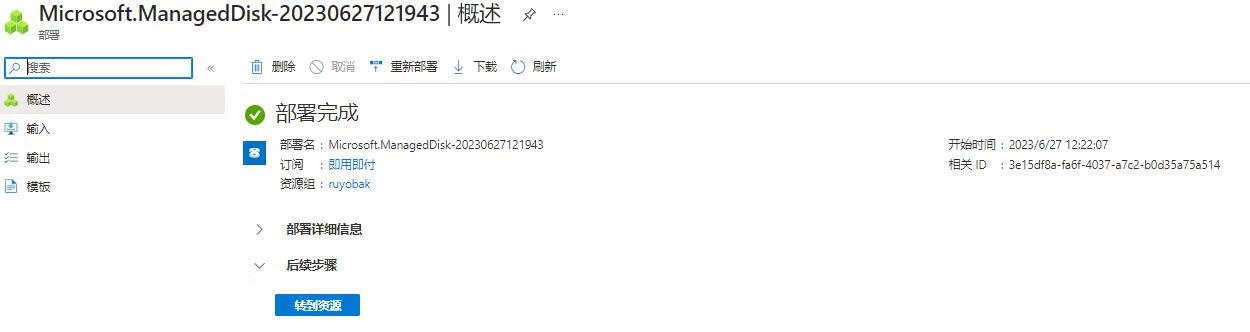 Microsoft.ManagedDisk-20230627121943 | 概述
部署
搜索
«
删除 取消 重新部署 下载 刷新
概述
输入
输出
模板
部署完成
部署名 : Microsoft.ManagedDisk-20230627121943
订阅 : 即用即付
资源组 : ruyobak
开始时间 : 2023/6/27 12:22:07
相关 ID : 3e15df8a-fa6f-4037-a7c2-b0d35a75a514
部署详细信息
后续步骤
转到资源